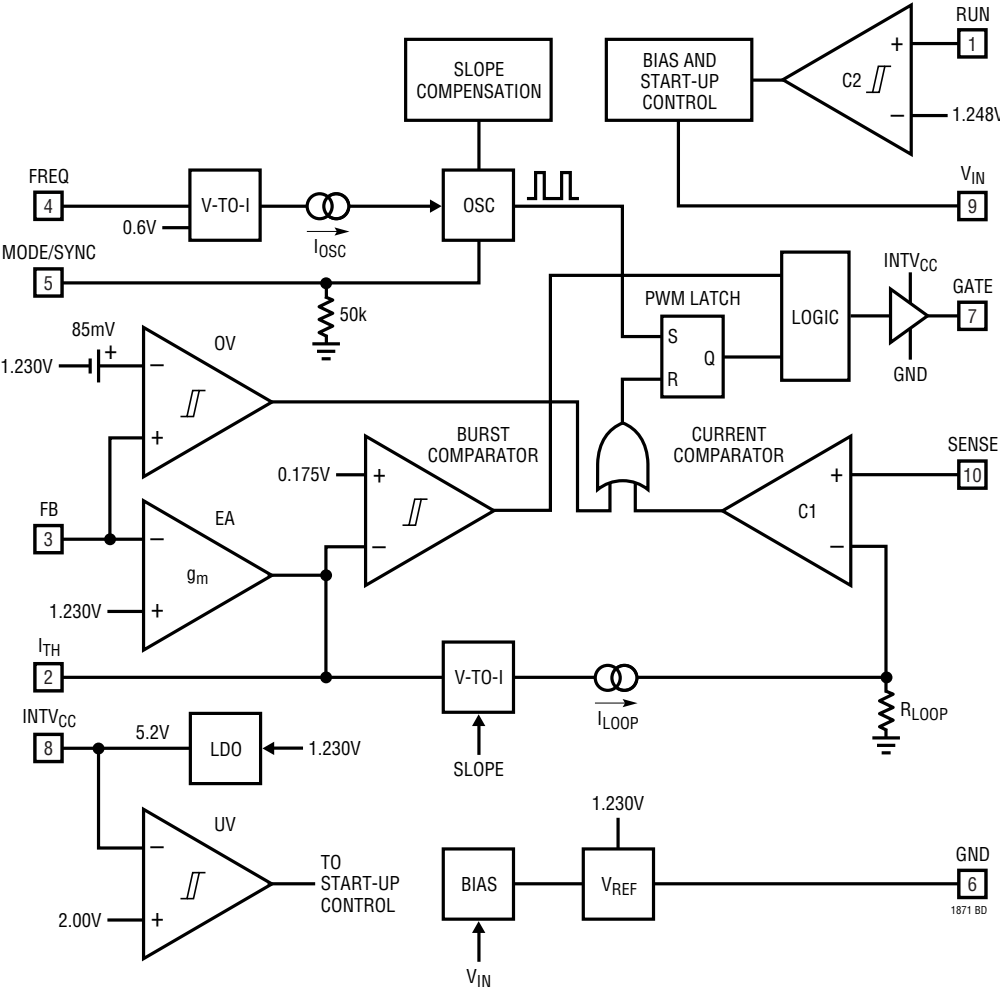 RUN
1
SLOPE
COMPENSATION
BIAS AND
START-UP
CONTROL
C2
+
–
1.248V
FREQ
4
V-TO-I
0.6V
IOSC
OSC
VIN
9
MODE/SYNC
5
50k
INTVCC
GATE
7
LOGIC
GND
PWM LATCH
S
Q
R
85mV
+
1.230V
OV
–
+
BURST
COMPARATOR
0.175V
+
–
CURRENT
COMPARATOR
SENSE
10
+
C1
–
FB
3
EA
–
gm
1.230V
+
ITH
2
V-TO-I
ILOOP
RLOOP
SLOPE
INTVCC
8
5.2V
LDO
1.230V
UV
–
2.00V
+
TO
START-UP
CONTROL
1.230V
BIAS
VREF
VIN
GND
6
1871 BD